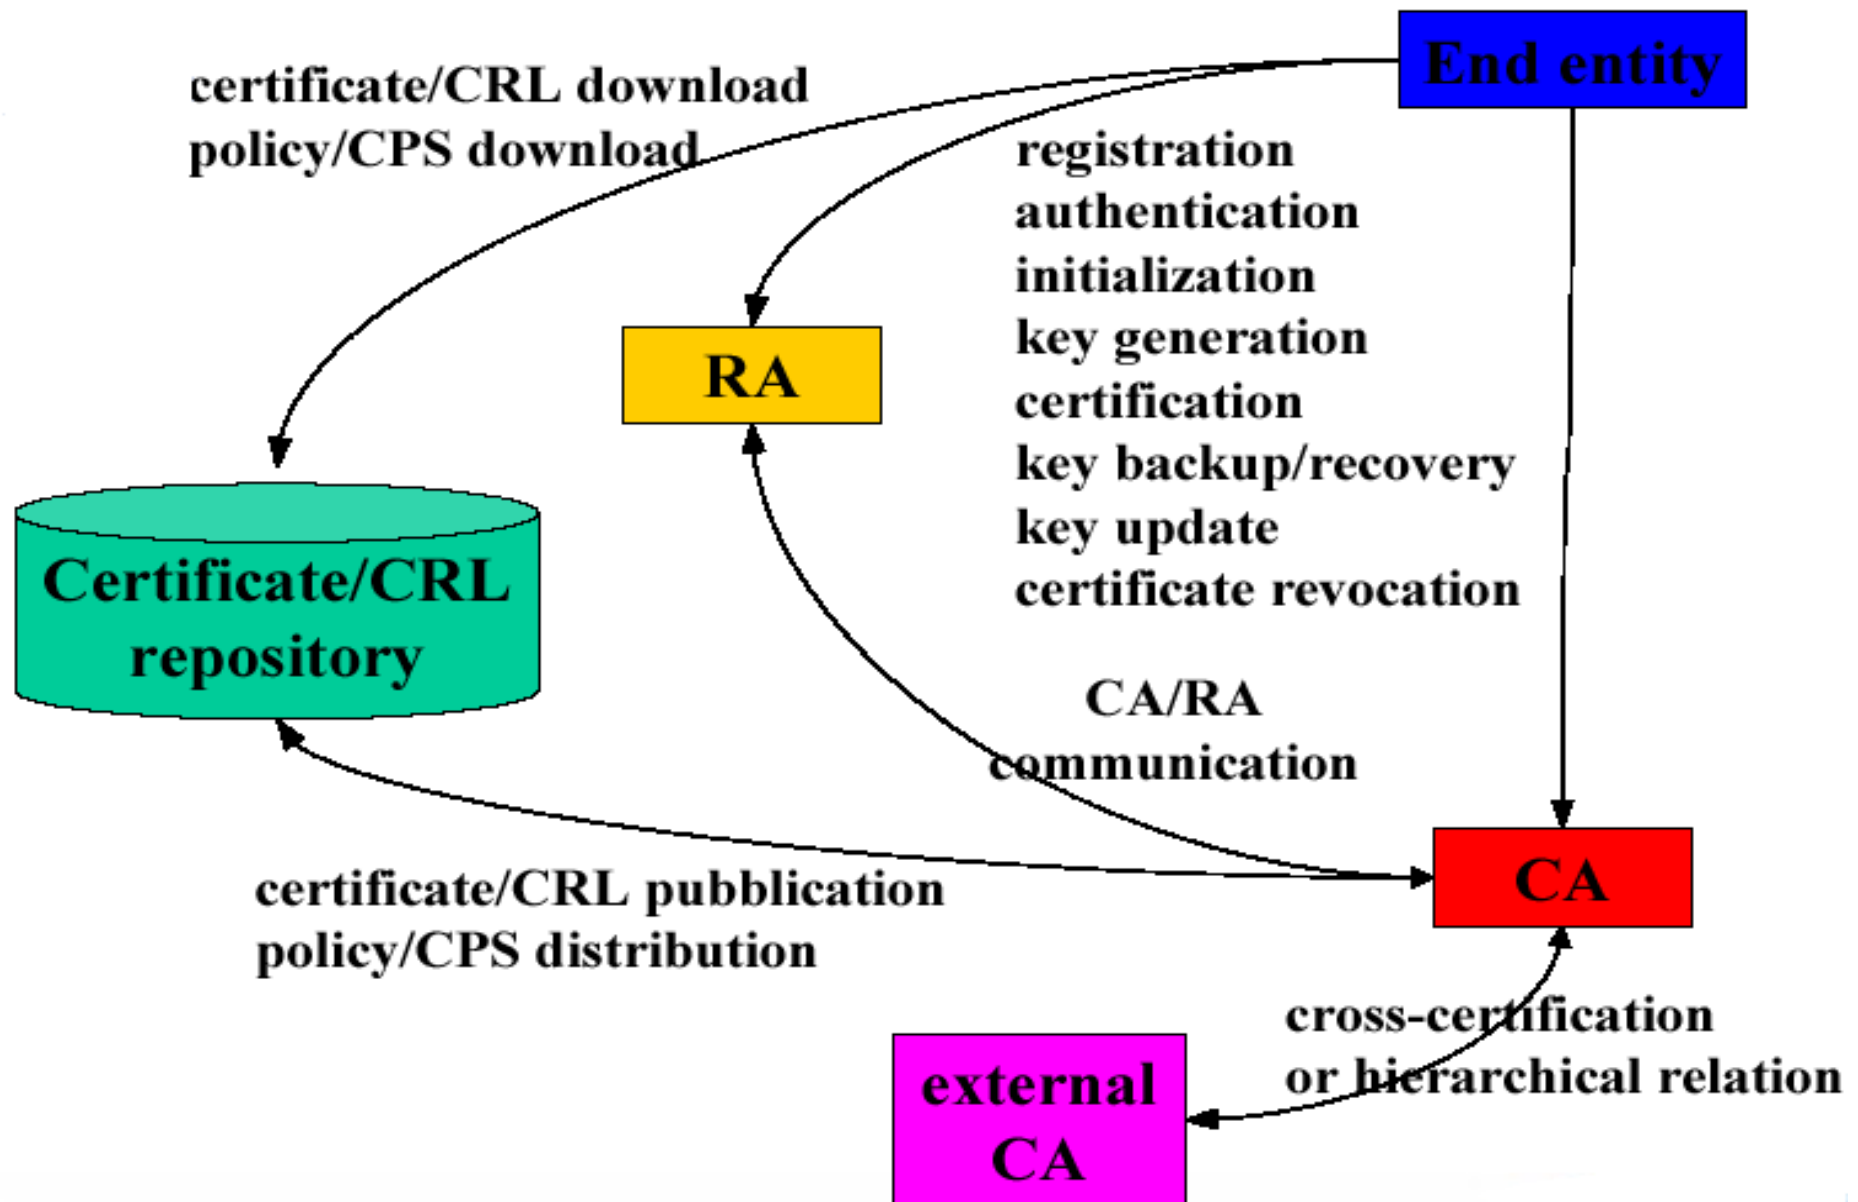 End entity
certificate/CRL download
policy/CPS download
registration
authentication
initialization
key generation
certification
key backup/recovery
key update
certificate revocation
RA
Certificate/CRL
repository
CA/RA
communication
CA
certificate/CRL pubblication
policy/CPS distribution
cross-certification
or hierarchical relation
external
CA